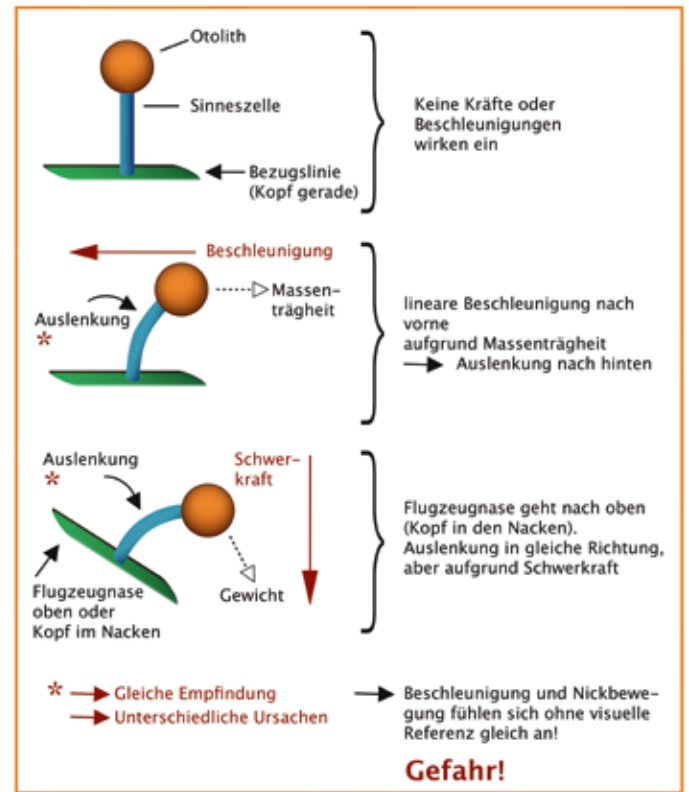 Otolith
Sinneszelle
Bezugslinie
(Kopf gerade)
Keine Kräfte oder
Beschleunigungen
wirken ein
Beschleunigung
Massen-
trägheit
Auslenkung
*
lineare Beschleunigung nach
vorne
aufgrund Massenträgheit
Auslenkung nach hinten
Auslenkung
*
Schwer-
kraft
Gewicht
Flugzeugnase
oben oder
Kopf im Nacken
Flugzeugnase geht nach oben
(Kopf in den Nacken).
Auslenkung in gleiche Richtung,
aber aufgrund Schwerkraft
* Gleiche Empfindung
Unterschiedliche Ursachen
Beschleunigung und Nickbewe-
gung fühlen sich ohne visuelle
Referenz gleich an!
Gefahr!